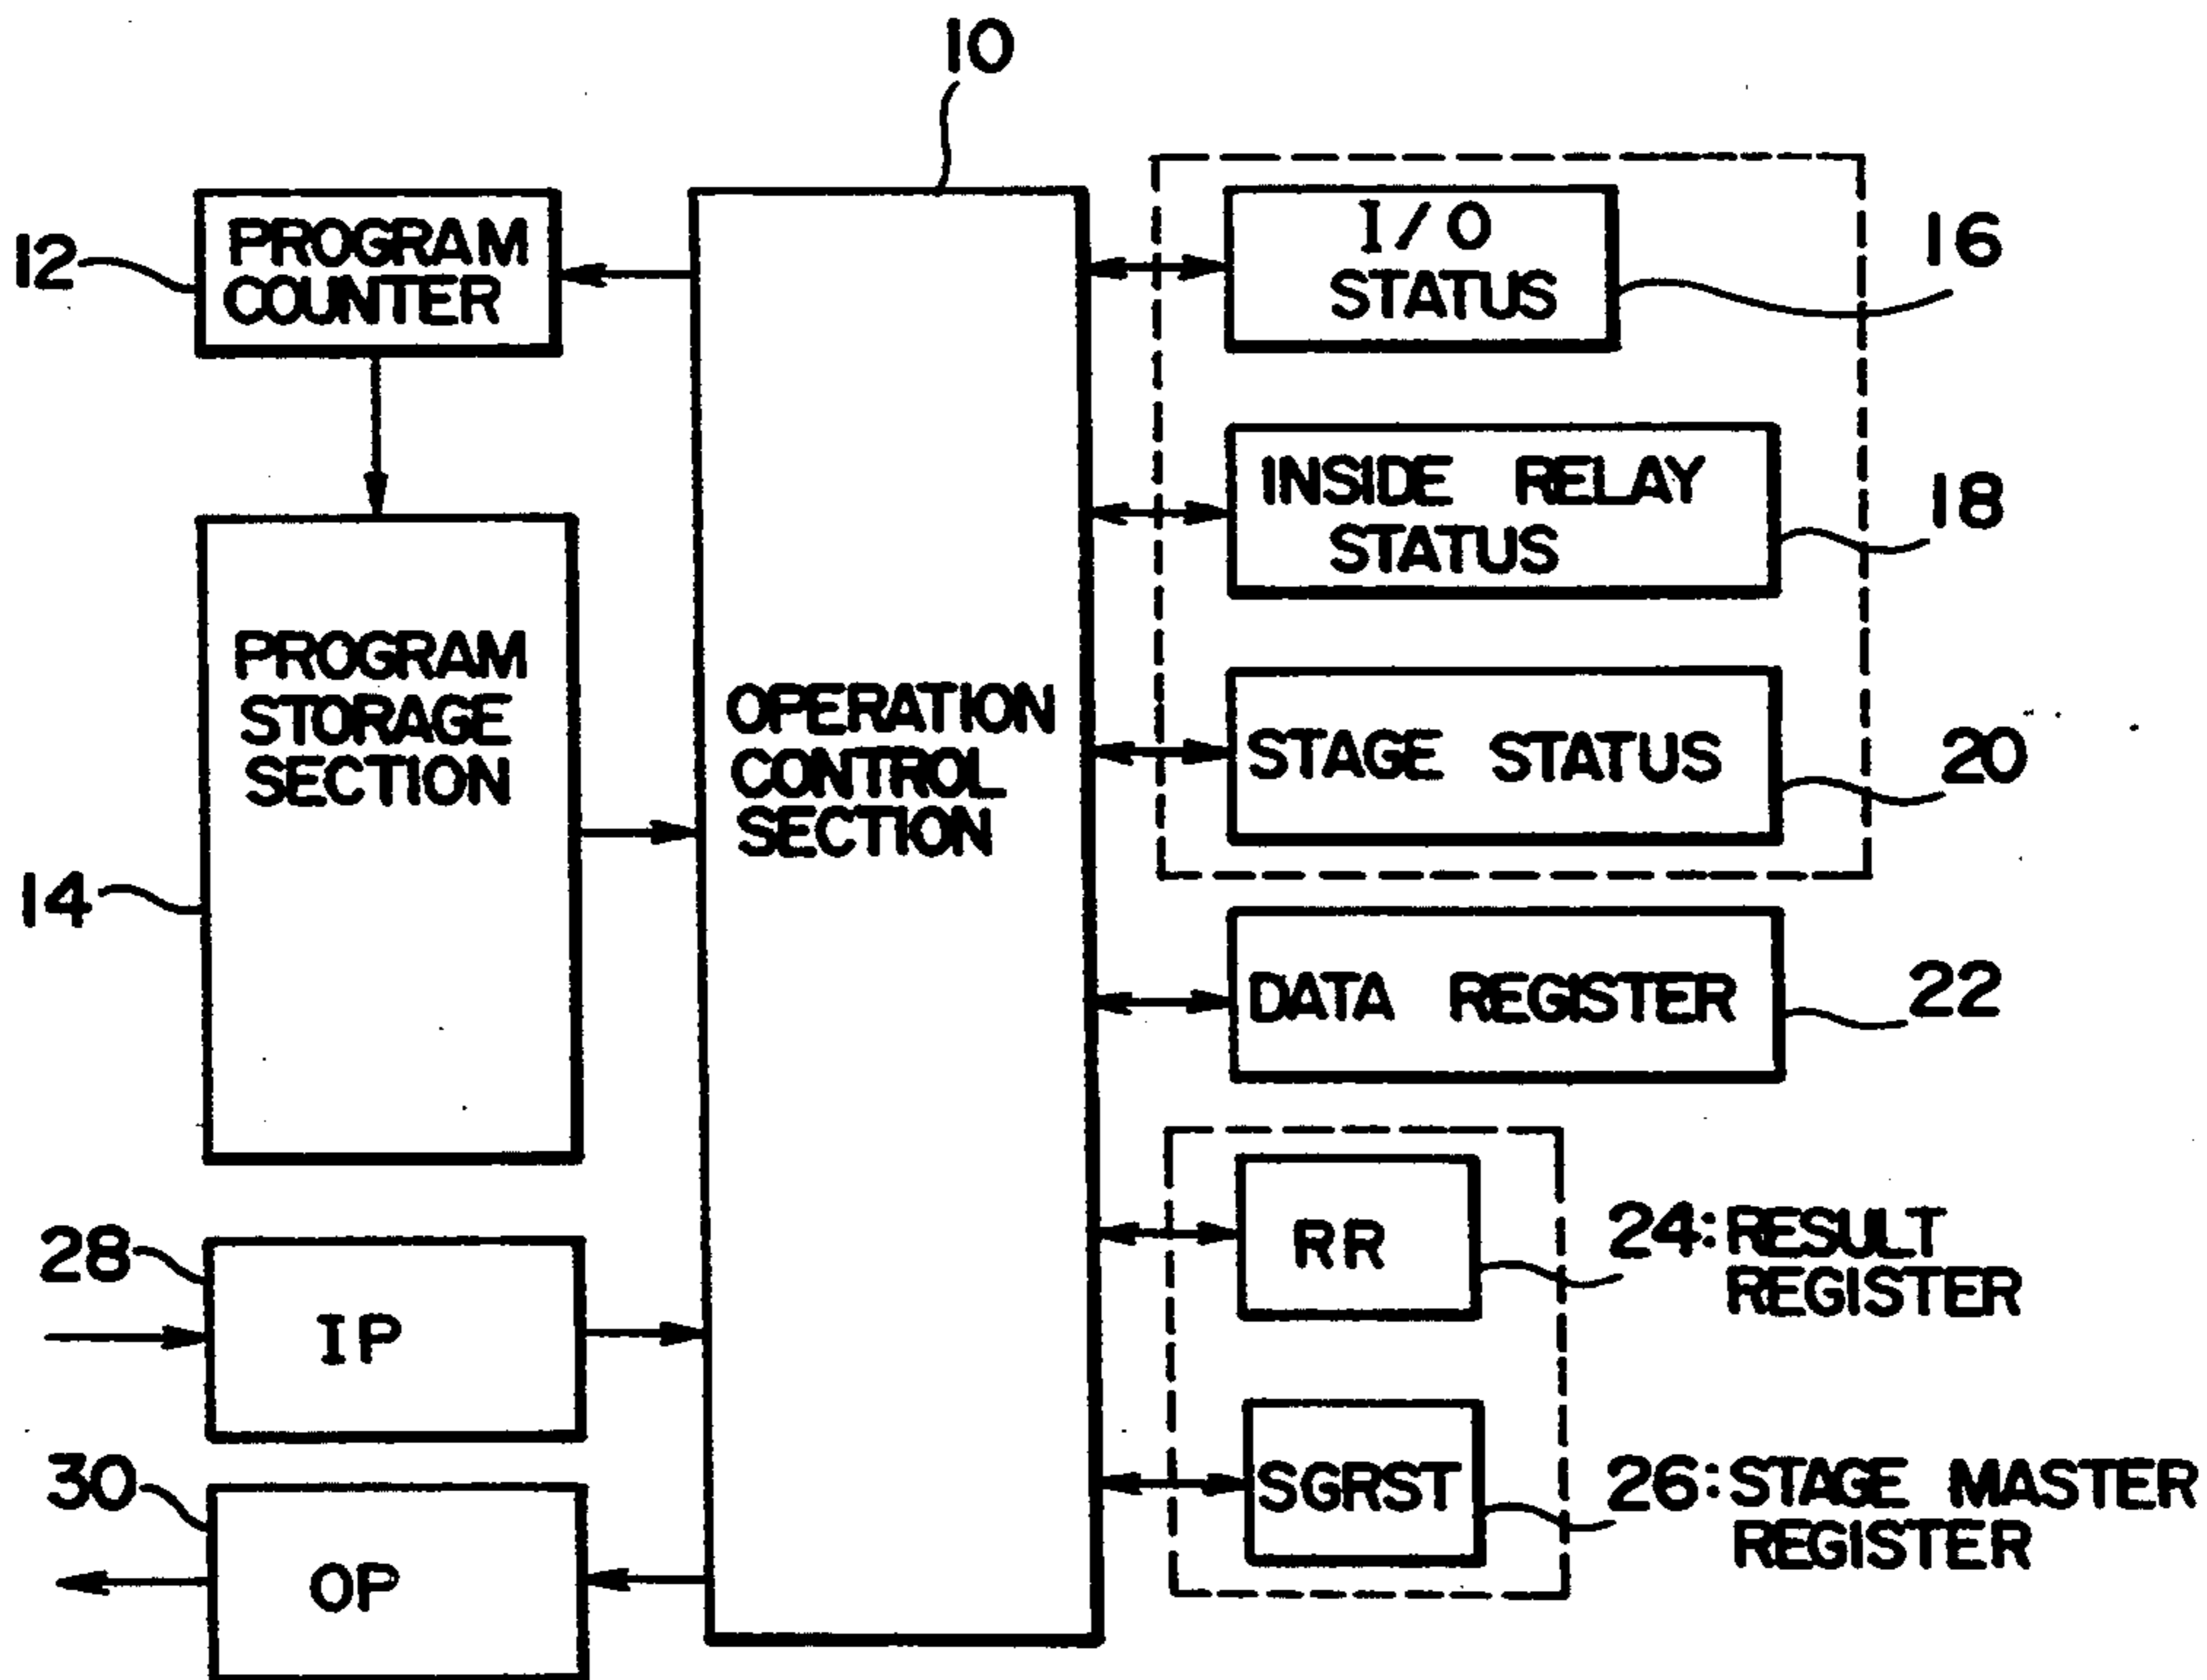 10
12
PROGRAM
COUNTER
I/O
STATUS
16
INSIDE RELAY
STATUS
18
PROGRAM
STORAGE
SECTION
14
OPERATION
CONTROL
SECTION
STAGE STATUS
20
DATA REGISTER
22
28
IP
RR
24: RESULT
REGISTER
30
OP
SGRST
26: STAGE MASTER
REGISTER